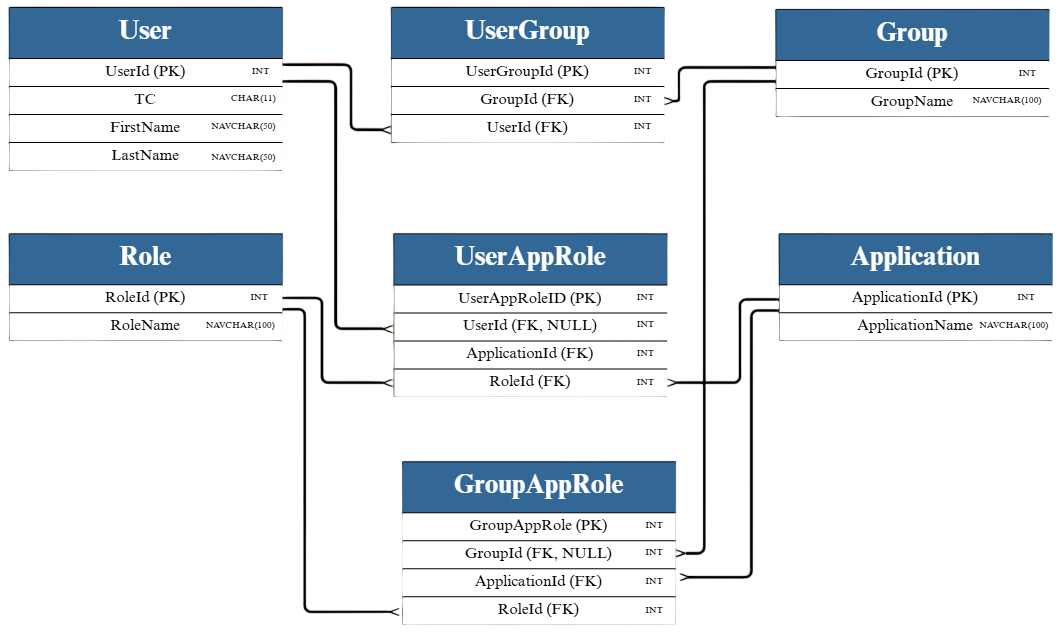 User
UserId (PK) INT
TC CHAR(11)
FirstName NAVCHAR(50)
LastName NAVCHAR(50)
UserGroup
UserGroupId (PK) INT
GroupId (FK) INT
UserId (FK) INT
Group
GroupId (PK) INT
GroupName NAVCHAR(100)
Role
RoleId (PK) INT
RoleName NAVCHAR(100)
UserAppRole
UserAppRoleID (PK) INT
UserId (FK, NULL) INT
ApplicationId (FK) INT
RoleId (FK) INT
Application
ApplicationId (PK) INT
ApplicationName NAVCHAR(100)
GroupAppRole
GroupAppRole (PK) INT
GroupId (FK, NULL) INT
ApplicationId (FK) INT
RoleId (FK) INT